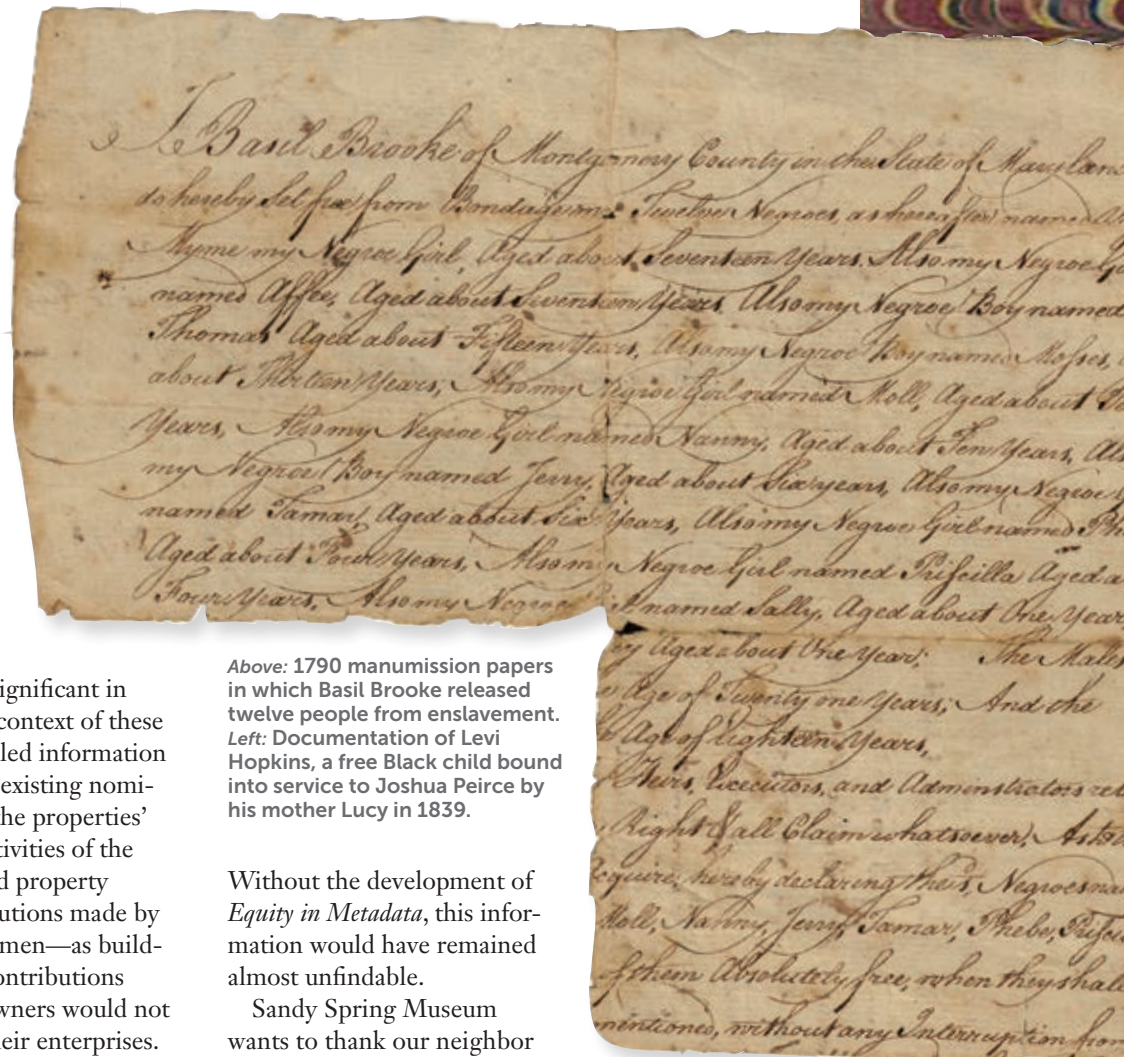 I Basil Brooke of Montgomery County in the State of Maryland
do hereby set free from Bondage my Twelve Negroes, as hereafter named
Hyme my Negroe Girl, Aged about Seventeen Years. Also my Negroe
named Affee, Aged about Seventeen Years Also my Negroe Boy named
Thomas Aged about Fifteen Years, Also my Negroe Boy named Mosses,
about Thirteen Years, Also my Negroe Girl named Moll, Aged about
Years, Also my Negroe Girl named Nanny, Aged about Ten Years, Als
my Negroe Boy named Jerry, Aged about Six years, Also my Negroe
named Tamar, Aged about Six Years, Also my Negroe Girl named Ph
Aged about Four Years, Also my Negroe Girl named Prifcilla Aged a
Four Years, Also my Negroe named Sally, Aged about One Year
Aged about One Year; The Males
Age of Twenty one Years; And the
Age of Eighteen Years,
Heirs, Executors, and Adminstrators
Right & all Claim whatsoever, As to
hereby declaring Negroes
Moll, Nanny, Jerry, Tamar, Phebe,
of them Absolutely free, when they shall
mentioned, without any Interruption from
ignificant in
context of these
led information
existing nomi-
he properties'
tivities of the
d property
utions made by
men—as build-
ontributions
wners would not
eir enterprises.
Above: 1790 manumission papers
in which Basil Brooke released
twelve people from enslavement.
Left: Documentation of Levi
Hopkins, a free Black child bound
into service to Joshua Peirce by
his mother Lucy in 1839.
Without the development of
Equity in Metadata, this infor-
mation would have remained
almost unfindable.
Sandy Spring Museum
wants to thank our neighbor